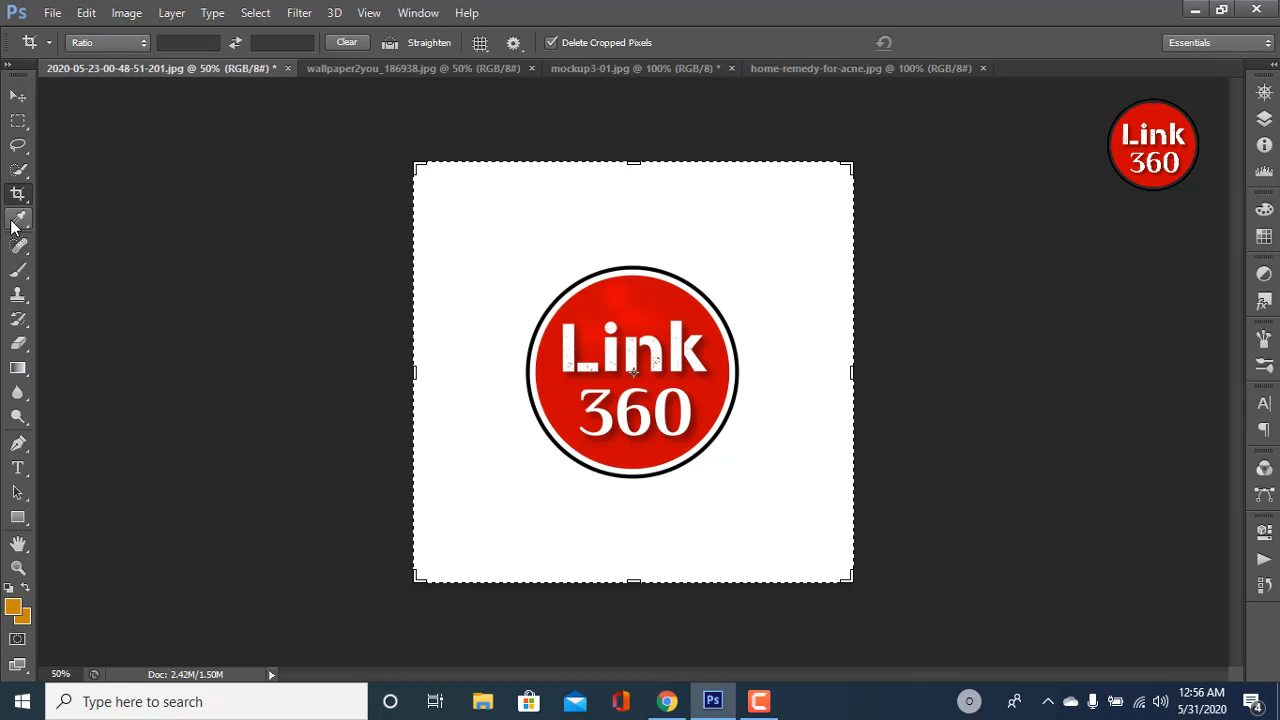 Ps File Edit Image Layer Type Select Filter 3D View Window Help
Ratio Clear Straighten Delete Cropped Pixels Essentials
2020-05-23-00-48-51-201.jpg @ 50% (RGB/8#) * × wallpaper2you_186938.jpg @ 50% (RGB/8#) × mockup3-01.jpg @ 100% (RGB/8) * × home-remedy-for-acne.jpg @ 100% (RGB/8#) ×
Link
360
Link
360
50% Doc: 2.42M/1.50M
Type here to search
Ps
12:56 AM
5/31/2020
4